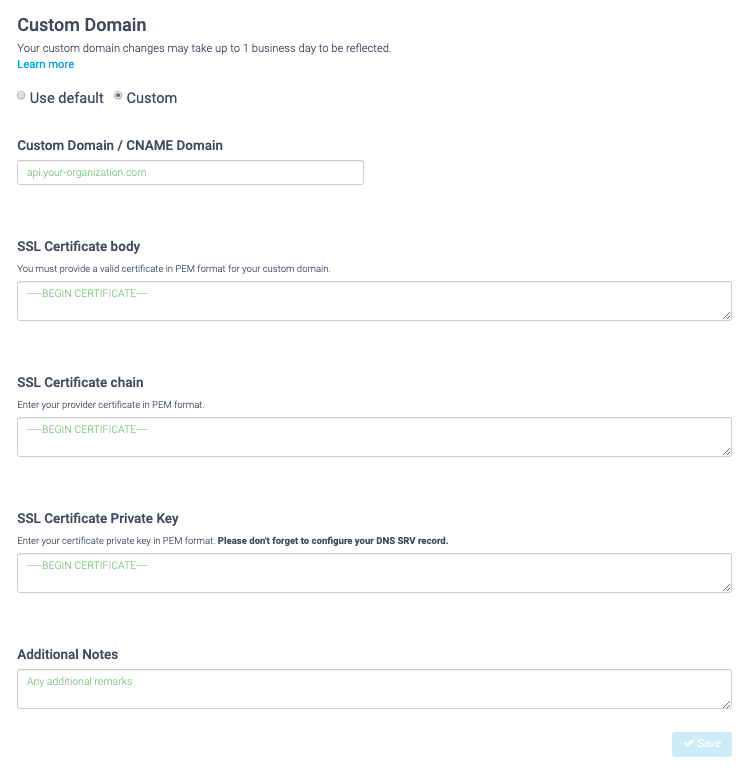 Custom Domain
Your custom domain changes may take up to 1 business day to be reflected.
Learn more
Use default Custom
Custom Domain / CNAME Domain
api.your-organization.com
SSL Certificate body
You must provide a valid certificate in PEM format for your custom domain.
-----BEGIN CERTIFICATE----
SSL Certificate chain
Enter your provider certificate in PEM format.
-----BEGIN CERTIFICATE----
SSL Certificate Private Key
Enter your certificate private key in PEM format. Please don't forget to configure your DNS SRV record.
-----BEGIN CERTIFICATE----
Additional Notes
Any additional remarks
Save